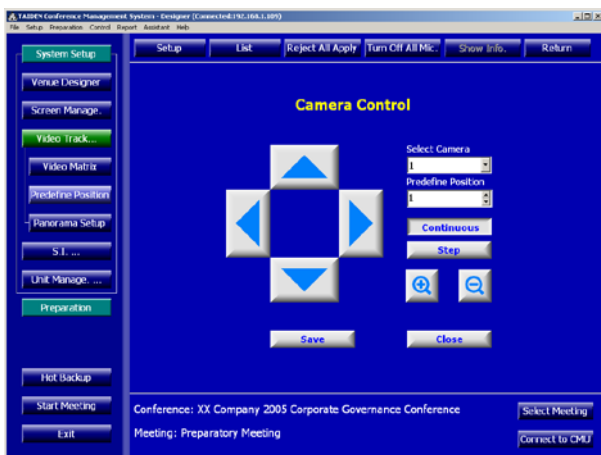 TAIDEN Conference Management System - Designer (Connected:192.168.1.189)
File Setup Preparation Control Report Assistant Help
System Setup
Setup List Reject All Apply Turn Off All Mic. Show Info. Return
Venue Designer
Screen Manage.
Video Track...
Video Matrix
Predefine Position
Panorama Setup
S.I. ...
Unit Manage. ...
Preparation
Hot Backup
Start Meeting
Exit
Camera Control
Select Camera
1
Predefine Position
1
Continuous
Step
Save Close
Conference: XX Company 2005 Corporate Governance Conference
Select Meeting
Meeting: Preparatory Meeting
Connect to CMU